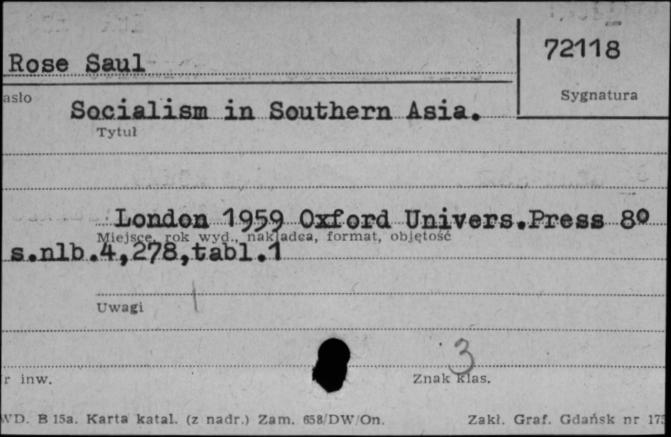 72118
Rose Saul
Sygnatura
asło
Socialism in Southern Asia.
Tytuł
London 1959 Oxford Univers.Press 8º
Miejsce, rok wyd., nakładca, format, objętość
s.nlb.4,278,tabl.1
Uwagi
3
r inw.
Znak klas.
WD. B 15a. Karta katal. (z nadr.) Zam. 658/DW/On.
Zakł. Graf. Gdańsk nr 17